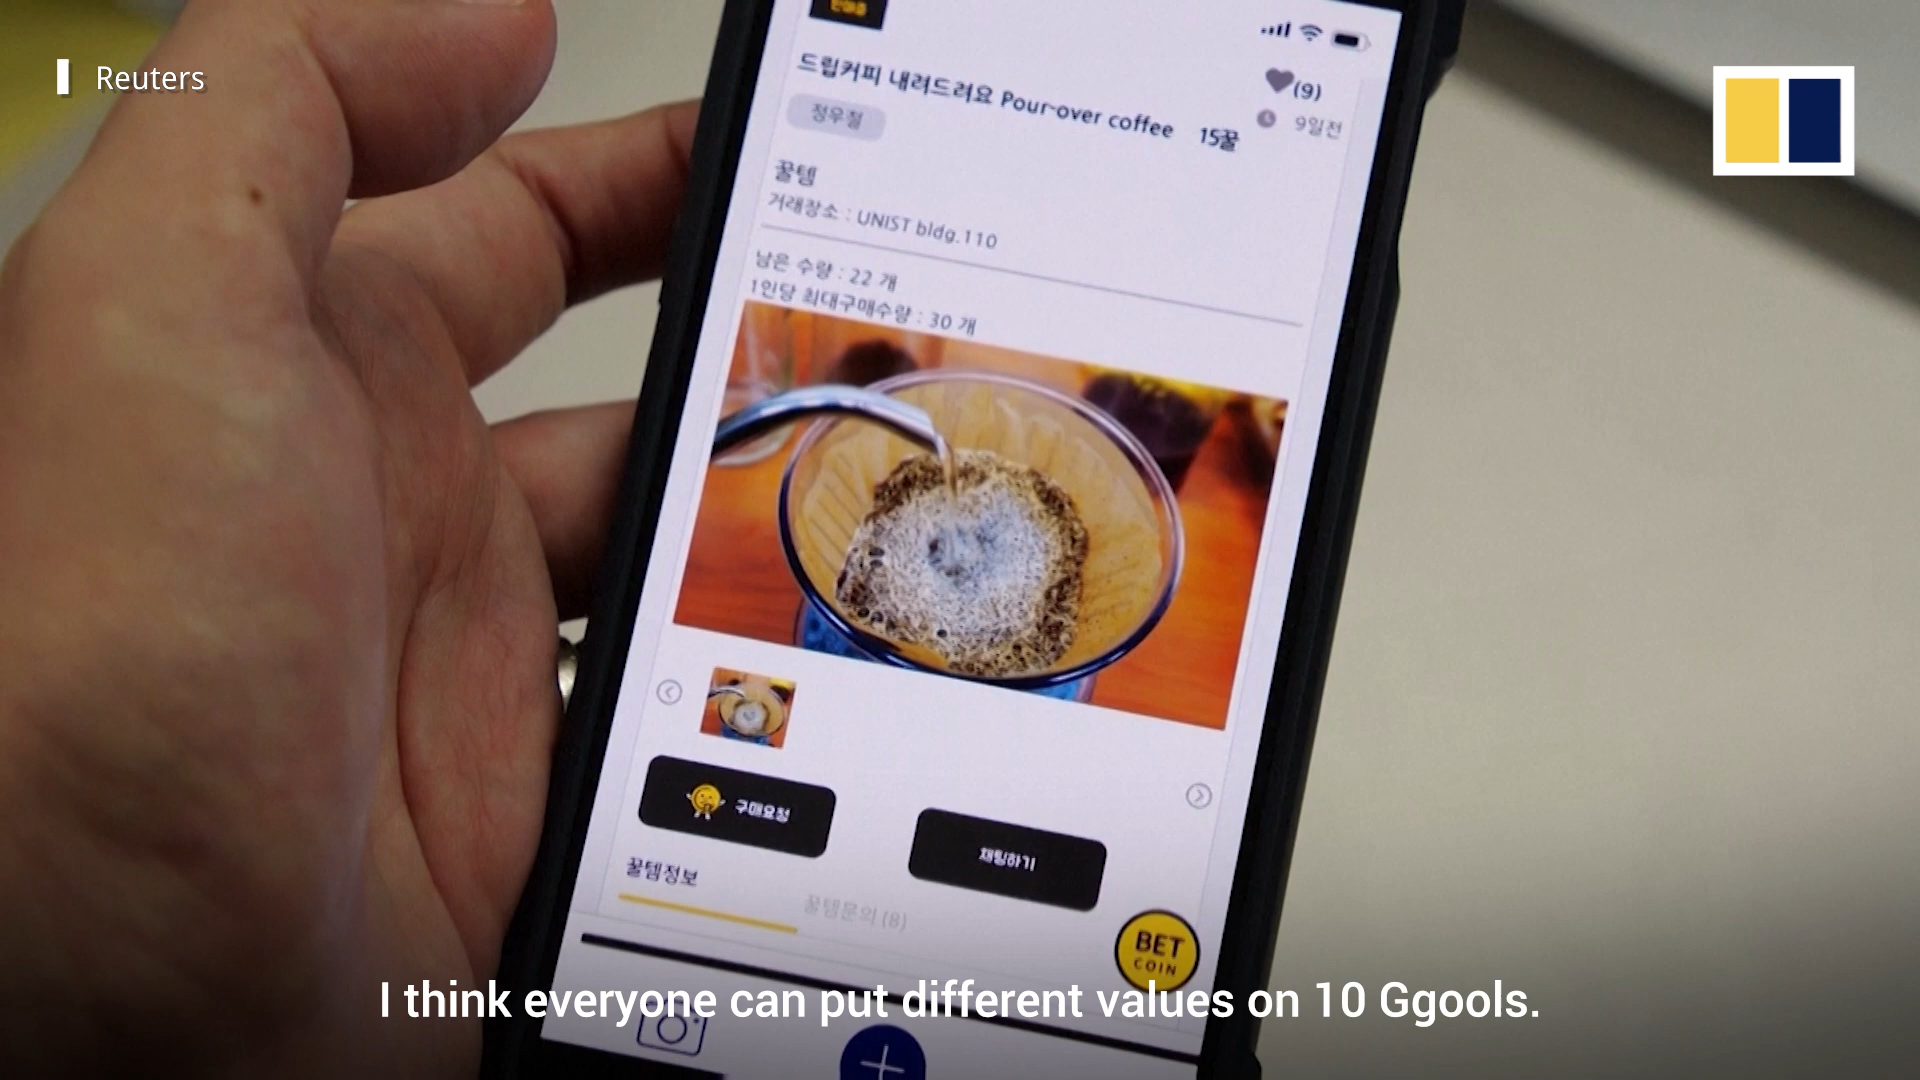 Reuters
드립커피 내려드려요 Pour-over coffee 15꿀
(9)
9일전
정우철
꿀템
거래장소 : UNIST bldg.110
남은 수량 : 22 개
1인당 최대구매수량 : 30 개
구매요청
채팅하기
꿀템정보
꿀템문의 (8)
BET
COIN
I think everyone can put different values on 10 Ggools.